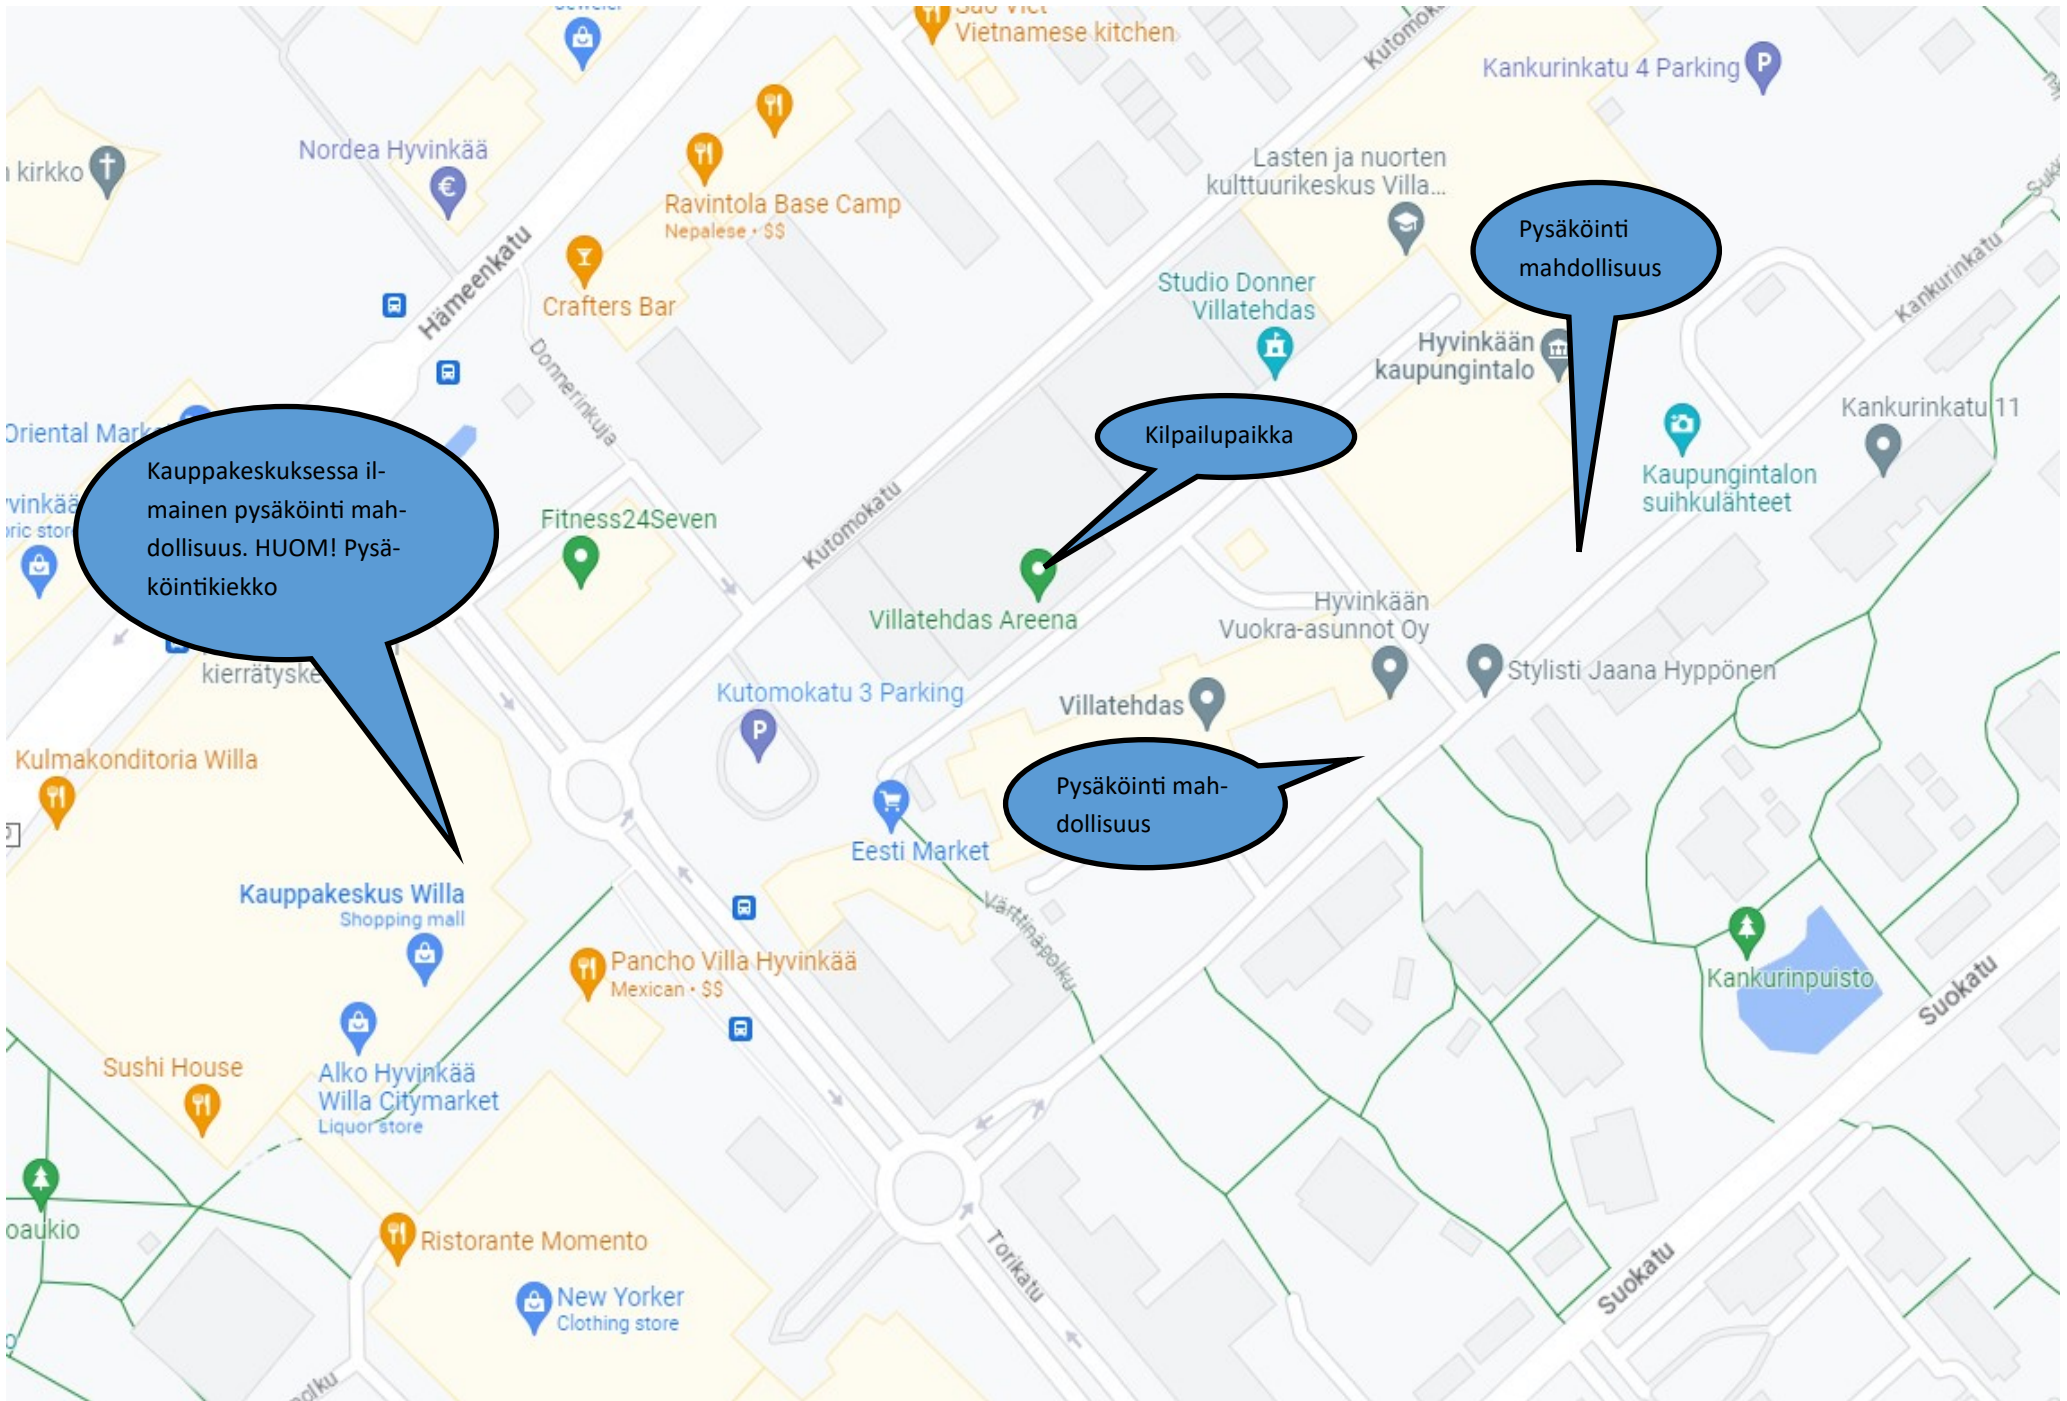 Vietnamese kitchen
Kankurinkatu 4 Parking
Nordea Hyvinkää
kirkko
Ravintola Base Camp
Nepalese • $$
Crafters Bar
Hämeenkatu
Donnerinkuja
Lasten ja nuorten
kulttuurikeskus Villa...
Pysäköinti
mahdollisuus
Kankurinkatu
Studio Donner
Villatehdas
Hyvinkään
kaupungintalo
Kankurinkatu 11
Kaupungintalon
suihkulähteet
Kilpailupaikka
Oriental
Kauppakeskuksessa il-
mainen pysäköinti mah-
dollisuus. HUOM! Pysä-
köintikiekko
Fitness24Seven
Kutomokatu
Villatehdas Areena
Hyvinkään
Vuokra-asunnot Oy
Stylisti Jaana Hyppönen
Kutomokatu 3 Parking
Villatehdas
Pysäköinti mah-
dollisuus
Kulmakonditoria Willa
Eesti Market
Värttinäpolku
Kauppakeskus Willa
Shopping mall
Pancho Villa Hyvinkää
Mexican • $$
Kankurinpuisto
Suokatu
Sushi House
Alko Hyvinkää
Willa Citymarket
Liquor store
Ristorante Momento
New Yorker
Clothing store
Torikatu
Suokatu